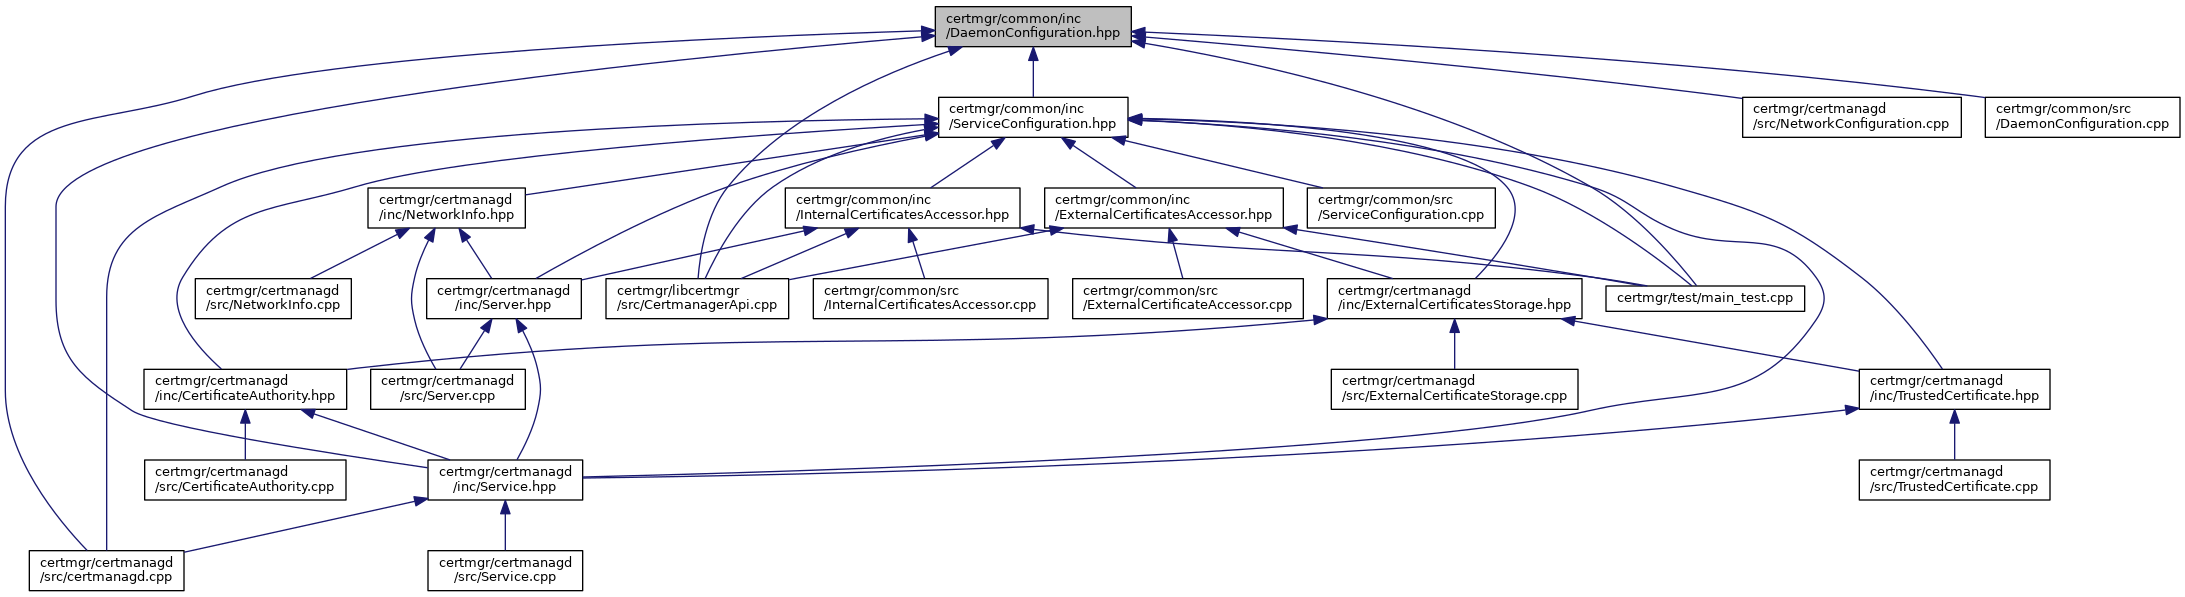 certmgr/common/inc
/DaemonConfiguration.hpp
certmgr/common/inc
/ServiceConfiguration.hpp
certmgr/certmanagd
/src/NetworkConfiguration.cpp
certmgr/common/src
/DaemonConfiguration.cpp
certmgr/certmanagd
/inc/NetworkInfo.hpp
certmgr/common/inc
/InternalCertificatesAccessor.hpp
certmgr/common/inc
/ExternalCertificatesAccessor.hpp
certmgr/common/src
/ServiceConfiguration.cpp
certmgr/certmanagd
/src/NetworkInfo.cpp
certmgr/certmanagd
/inc/Server.hpp
certmgr/libcertmgr
/src/CertmanagerApi.cpp
certmgr/common/src
/InternalCertificatesAccessor.cpp
certmgr/common/src
/ExternalCertificateAccessor.cpp
certmgr/certmanagd
/inc/ExternalCertificatesStorage.hpp
certmgr/test/main_test.cpp
certmgr/certmanagd
/inc/CertificateAuthority.hpp
certmgr/certmanagd
/src/Server.cpp
certmgr/certmanagd
/src/ExternalCertificateStorage.cpp
certmgr/certmanagd
/inc/TrustedCertificate.hpp
certmgr/certmanagd
/src/CertificateAuthority.cpp
certmgr/certmanagd
/inc/Service.hpp
certmgr/certmanagd
/src/TrustedCertificate.cpp
certmgr/certmanagd
/src/certmanagd.cpp
certmgr/certmanagd
/src/Service.cpp